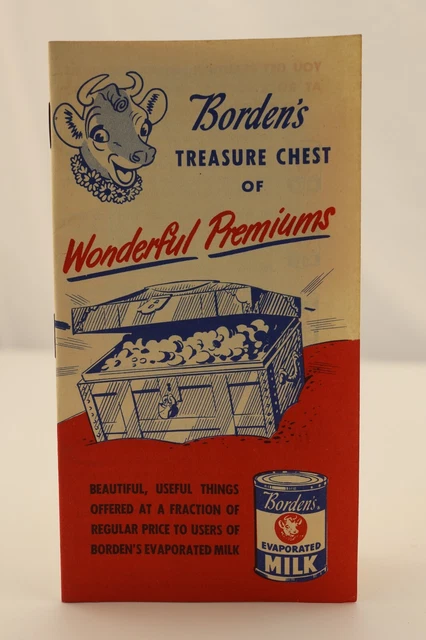 Borden's
TREASURE CHEST
OF
Wonderful Premiums
BEAUTIFUL, USEFUL THINGS
OFFERED AT A FRACTION OF
REGULAR PRICE TO USERS OF
BORDEN'S EVAPORATED MILK
Borden's
EVAPORATED
MILK